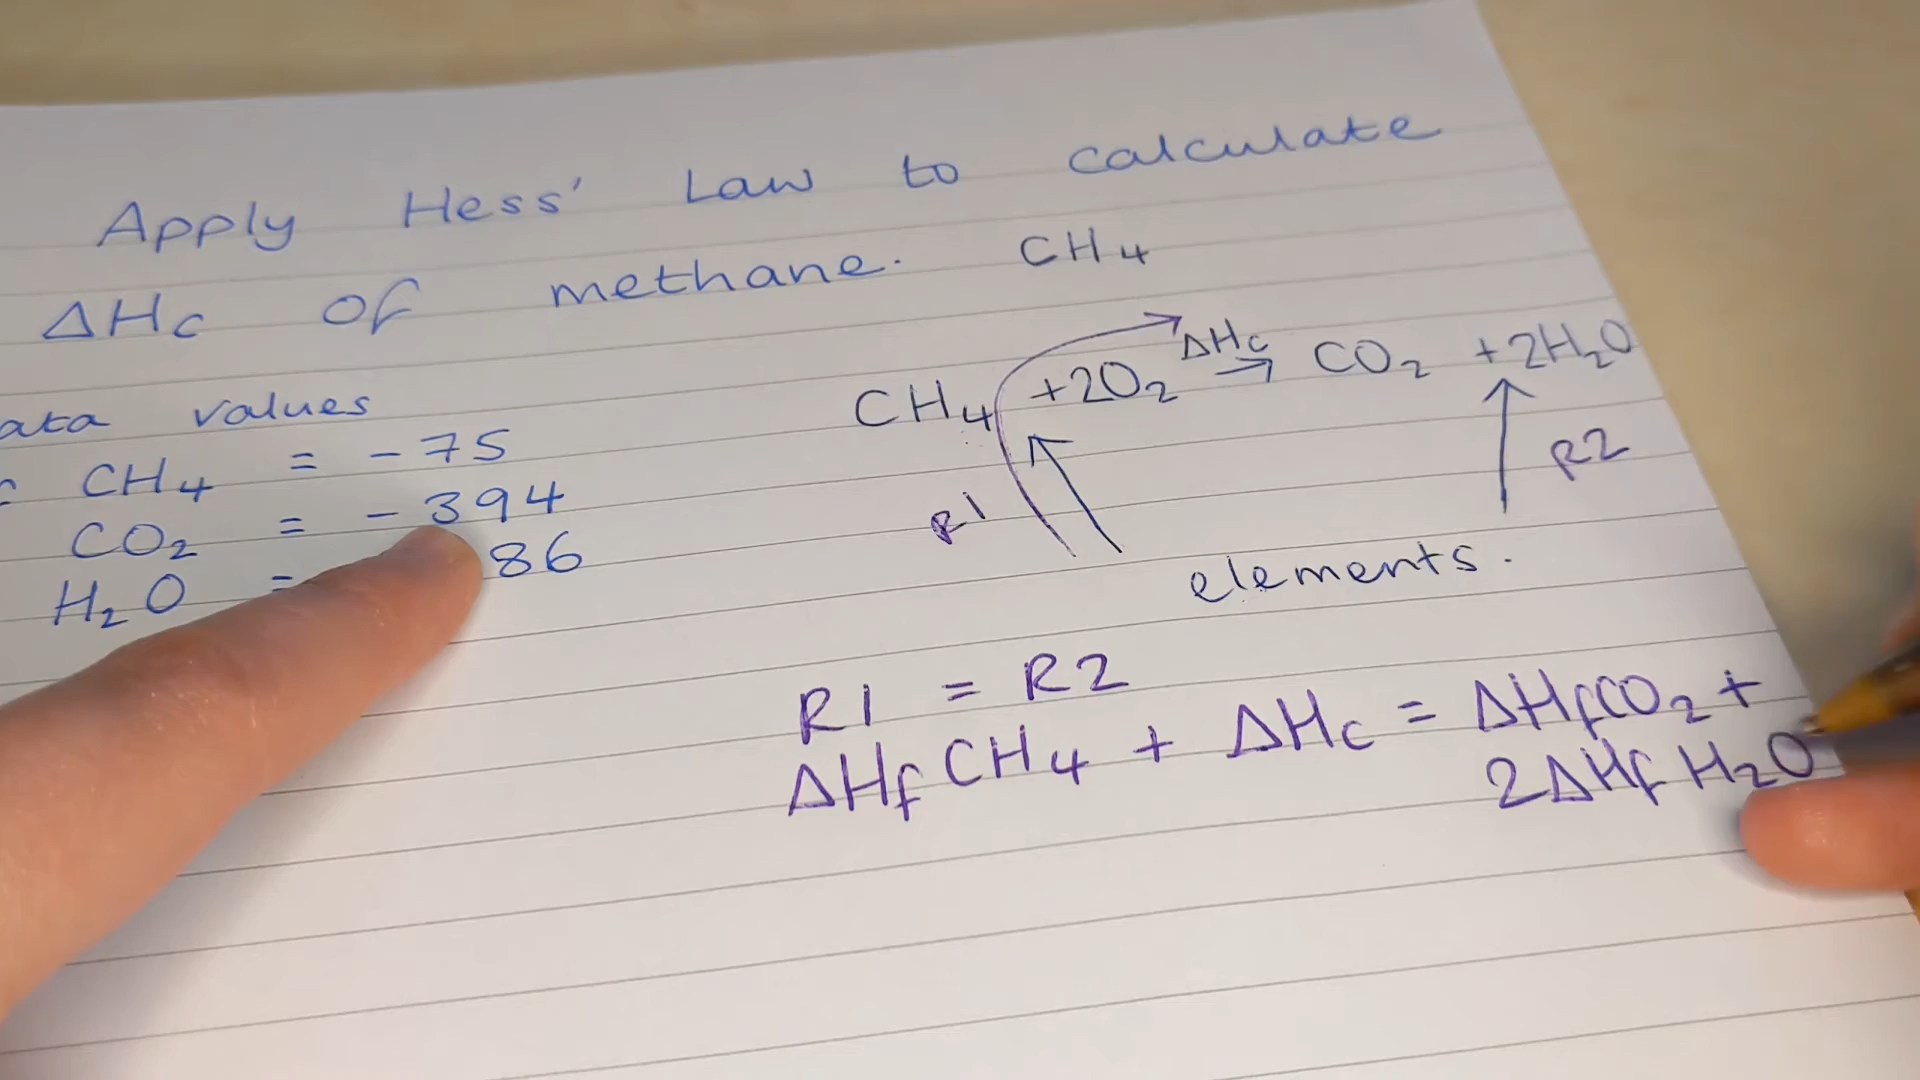 Apply Hess' Law to calculate
ΔHc of methane. CH4
values
CH4 = -75
CO2 = -394
H2O = 86
CH4 +2O2 ΔHc → CO2 +2H2O
R1
R2
elements.
R1 = R2
ΔHf CH4 + ΔHc = ΔHf CO2 +
2ΔHf H2O